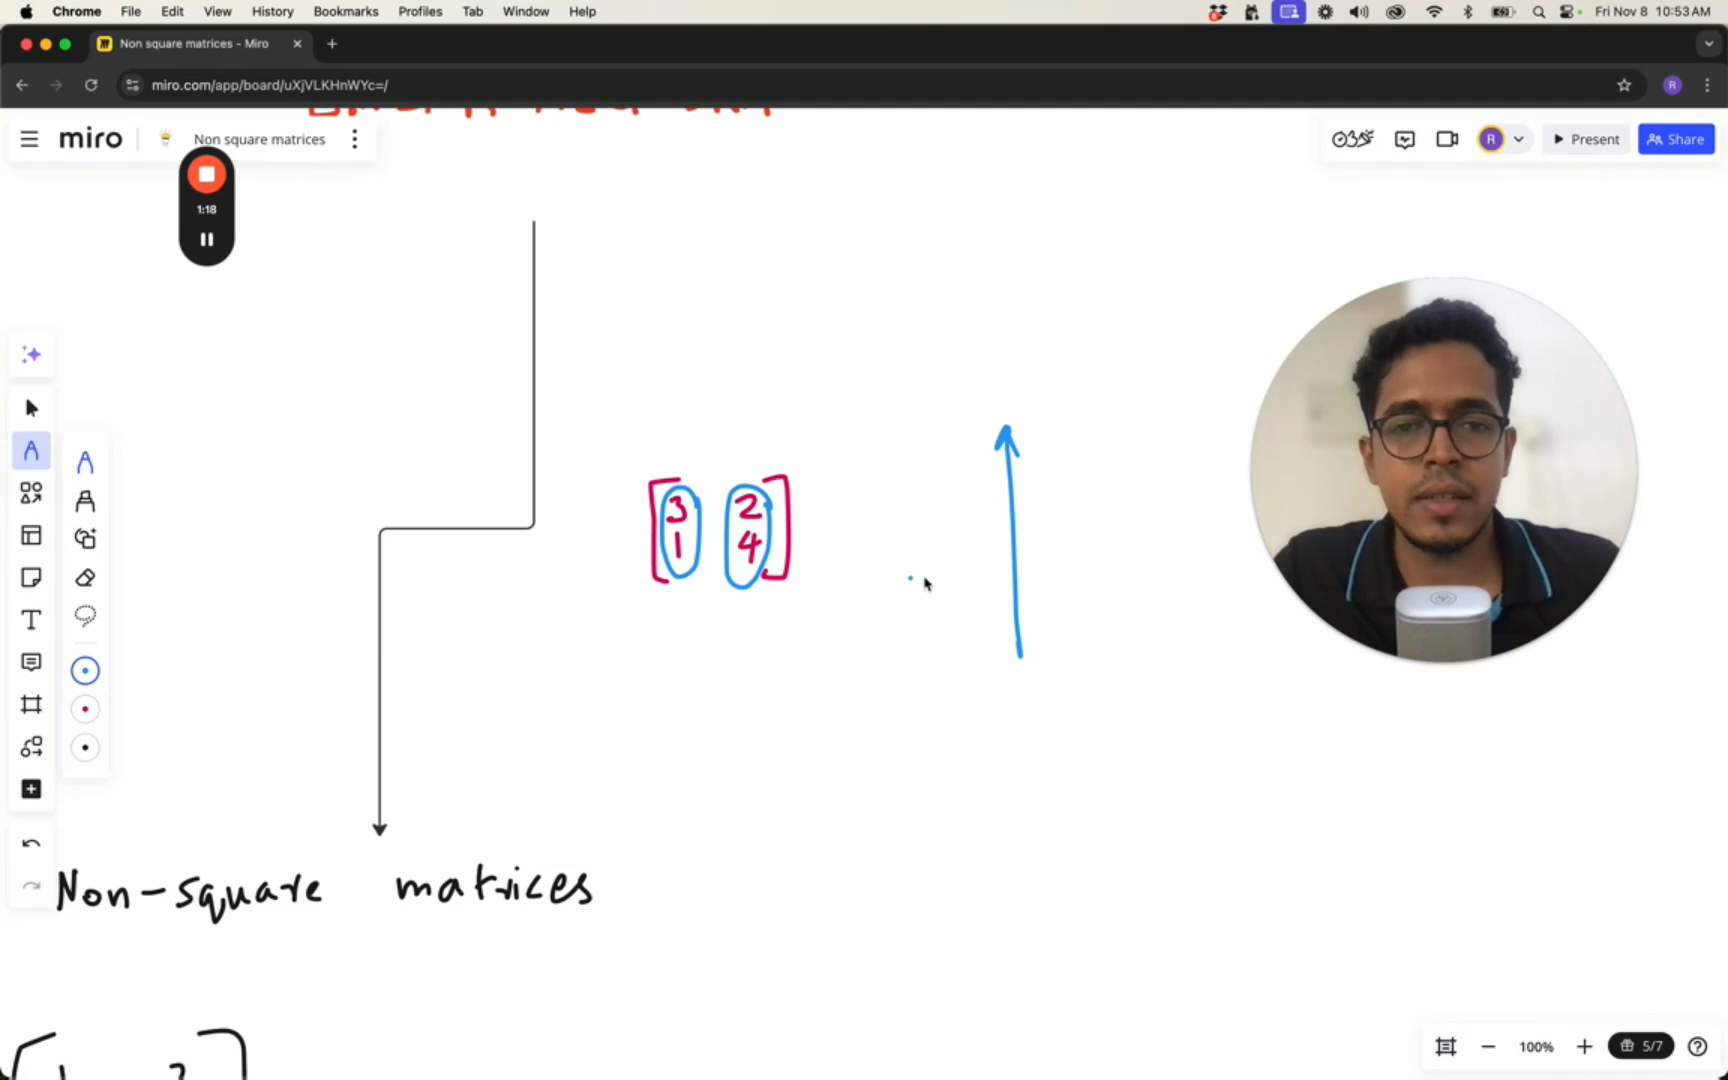 Chrome File Edit View History Bookmarks Profiles Tab Window Help Fri Nov 8 10:53 AM
Non square matrices - Miro
miro.com/app/board/uXjVLKHnWYc=/ R
miro Non square matrices R Present Share
1:18
3 2
1 4
T
Non-square matrices
100% 5/7